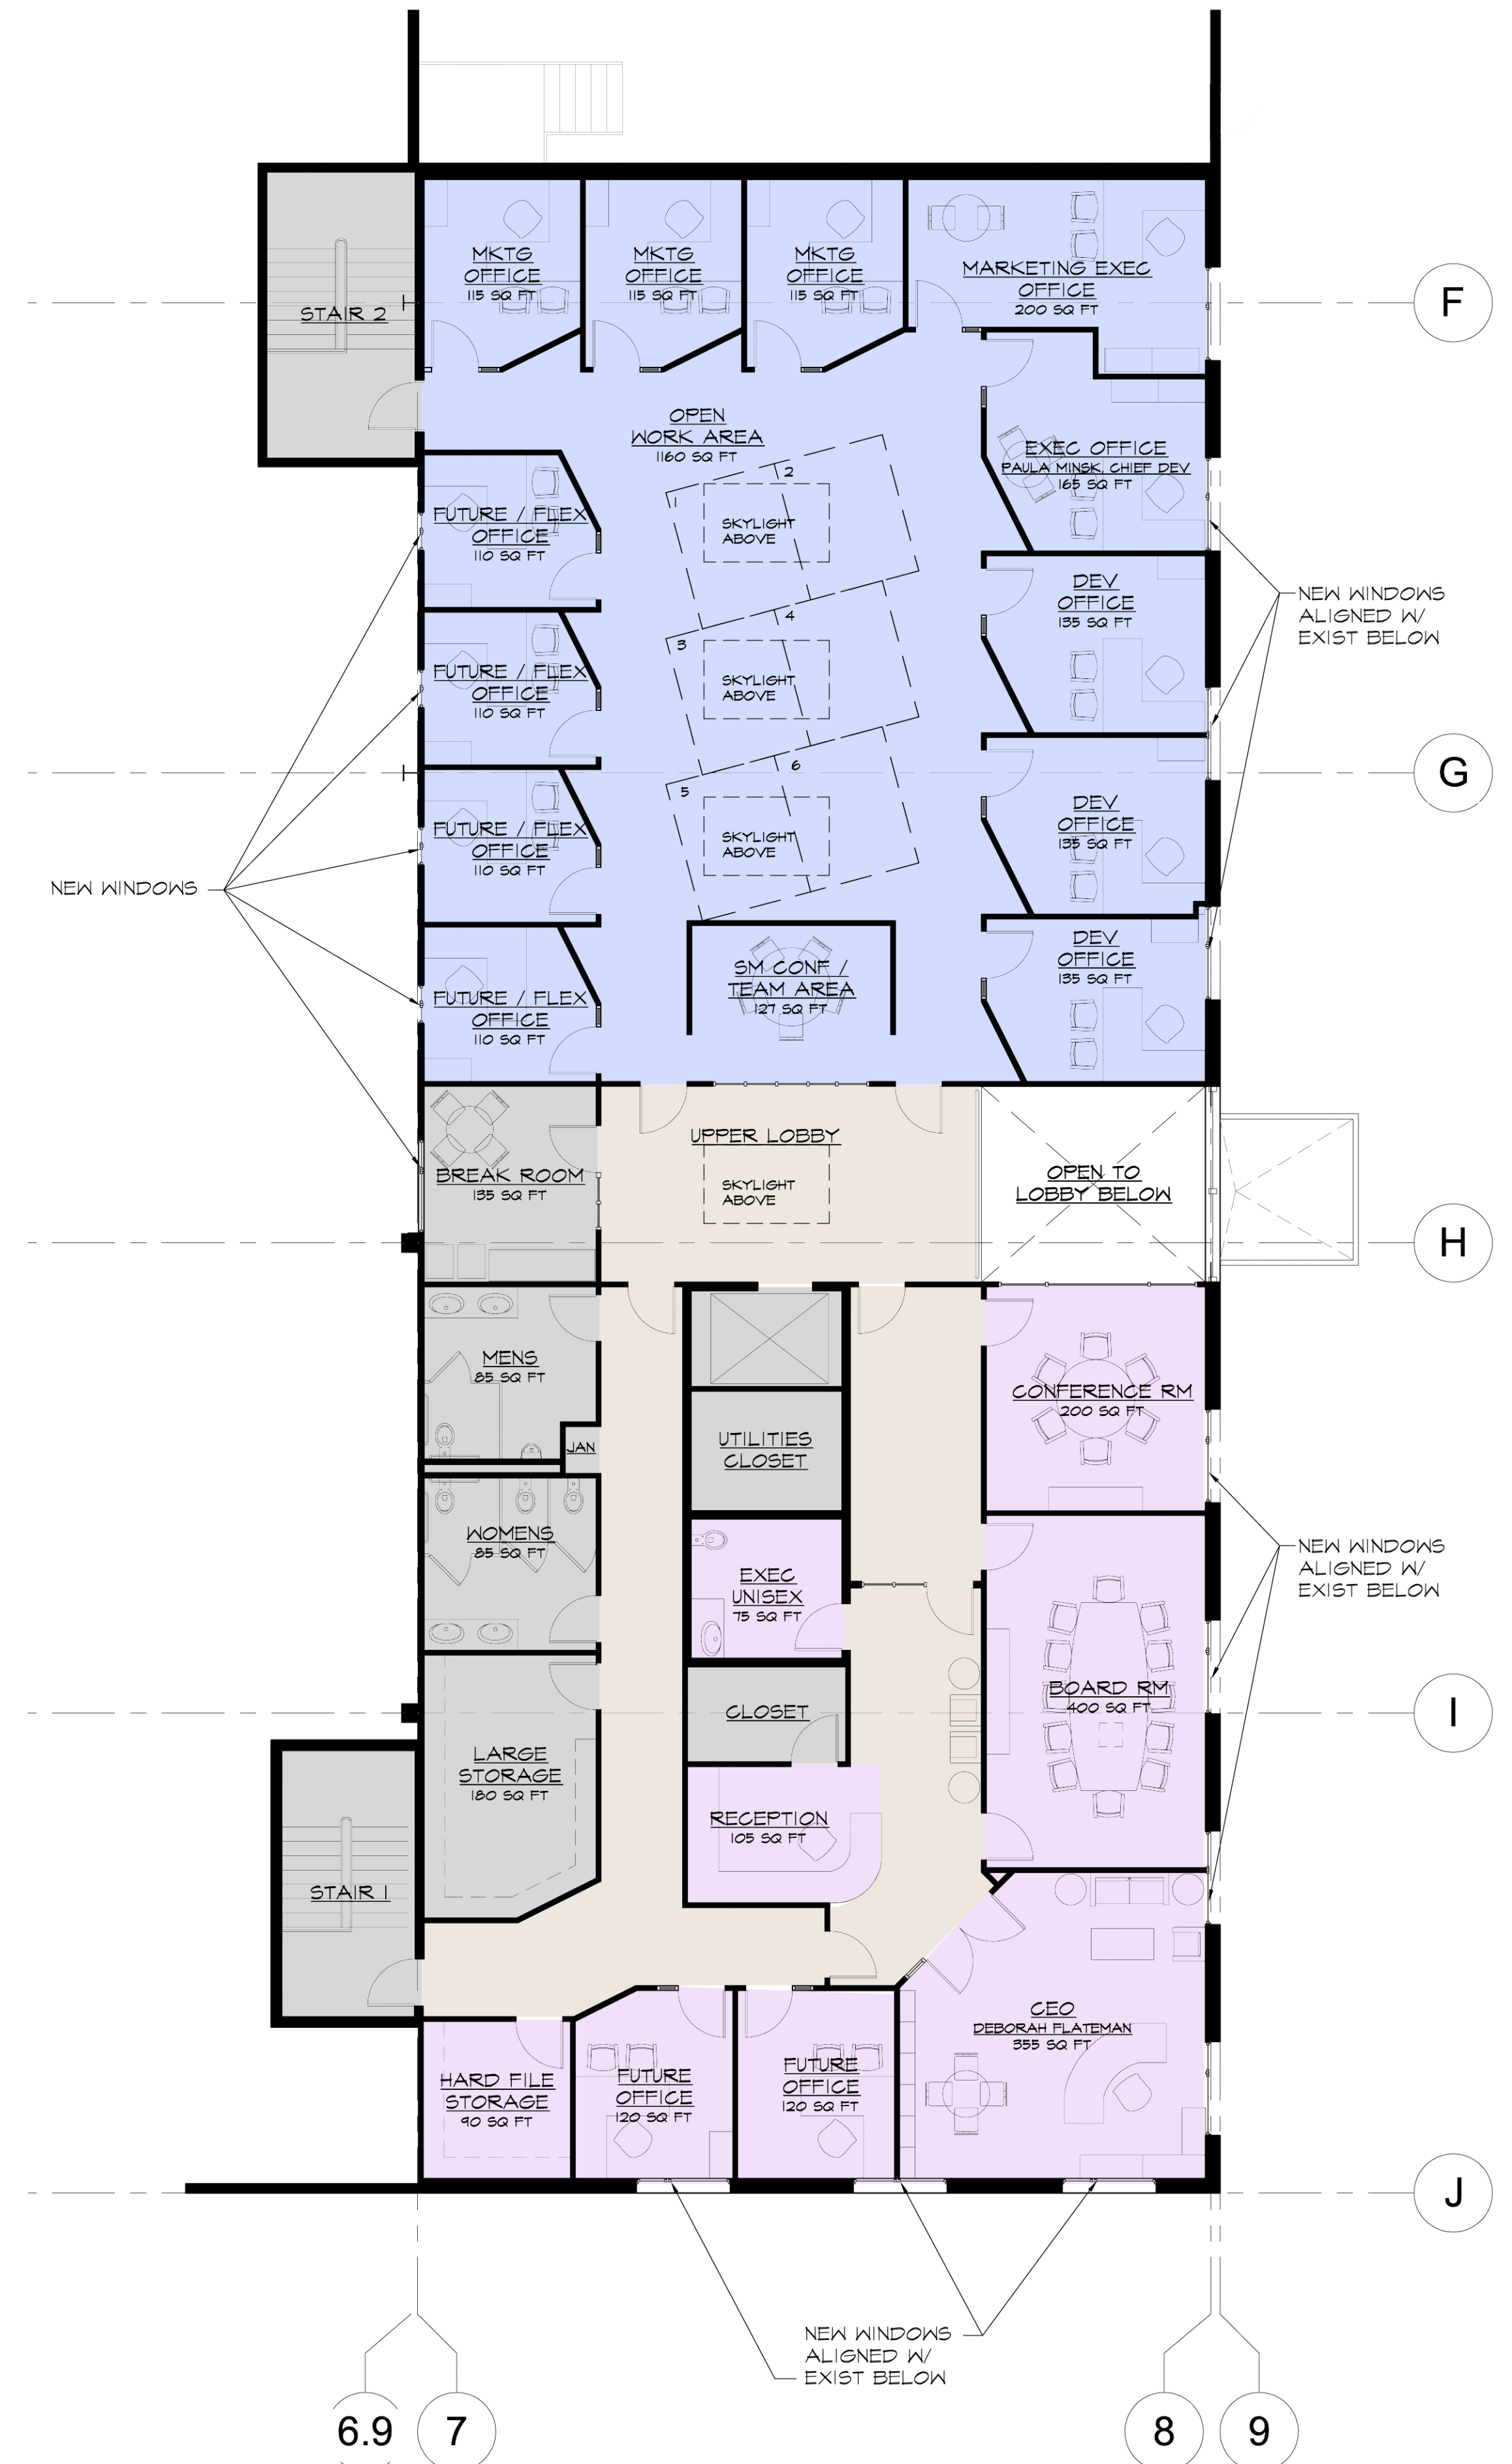 MKTG
OFFICE
115 SQ FT
MKTG
OFFICE
115 SQ FT
MKTG
OFFICE
115 SQ FT
MARKETING EXEC
OFFICE
200 SQ FT
F
STAIR 2
OPEN
WORK AREA
1160 SQ FT
EXEC OFFICE
PAULA MINSK, CHIEF DEV
165 SQ FT
1
2
SKYLIGHT
ABOVE
FUTURE / FLEX
OFFICE
110 SQ FT
DEV
OFFICE
135 SQ FT
NEW WINDOWS
ALIGNED W/
EXIST BELOW
3
4
SKYLIGHT
ABOVE
FUTURE / FLEX
OFFICE
110 SQ FT
G
5
6
SKYLIGHT
ABOVE
FUTURE / FLEX
OFFICE
110 SQ FT
DEV
OFFICE
135 SQ FT
NEW WINDOWS
FUTURE / FLEX
OFFICE
110 SQ FT
SM CONF /
TEAM AREA
127 SQ FT
DEV
OFFICE
135 SQ FT
BREAK ROOM
135 SQ FT
UPPER LOBBY
SKYLIGHT
ABOVE
OPEN TO
LOBBY BELOW
H
MENS
85 SQ FT
JAN
UTILITIES
CLOSET
CONFERENCE RM
200 SQ FT
WOMENS
85 SQ FT
EXEC
UNISEX
75 SQ FT
NEW WINDOWS
ALIGNED W/
EXIST BELOW
CLOSET
BOARD RM
400 SQ FT
I
LARGE
STORAGE
180 SQ FT
RECEPTION
105 SQ FT
STAIR 1
CEO
DEBORAH FLATEMAN
355 SQ FT
HARD FILE
STORAGE
90 SQ FT
FUTURE
OFFICE
120 SQ FT
FUTURE
OFFICE
120 SQ FT
J
NEW WINDOWS
ALIGNED W/
EXIST BELOW
6.9
7
8
9